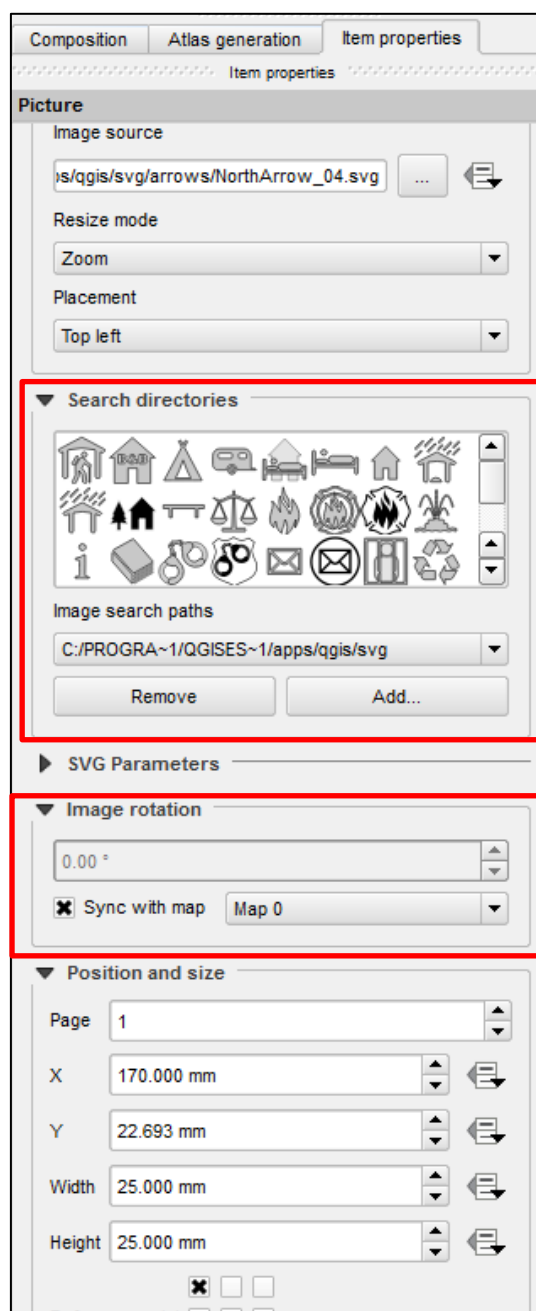 Composition Atlas generation Item properties
Item properties
Picture
Image source
os/qgis/svg/arrows/NorthArrow_04.svg ...
Resize mode
Zoom
Placement
Top left
Search directories
B&B
i
Image search paths
C:/PROGRA~1/QGISES~1/apps/qgis/svg
Remove Add...
SVG Parameters
Image rotation
0.00 °
Sync with map Map 0
Position and size
Page 1
X 170.000 mm
Y 22.693 mm
Width 25.000 mm
Height 25.000 mm